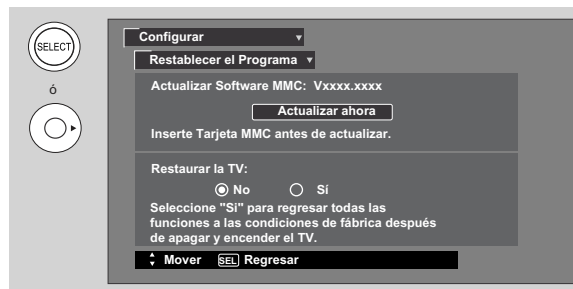 SELECT
ó
Configurar
Restablecer el Programa
Actualizar Software MMC: Vxxxx.xxxx
Actualizar ahora
Inserte Tarjeta MMC antes de actualizar.
Restaurar la TV:
No Sí
Seleccione "Si" para regresar todas las
funciones a las condiciones de fábrica después
de apagar y encender el TV.
Mover SEL Regresar